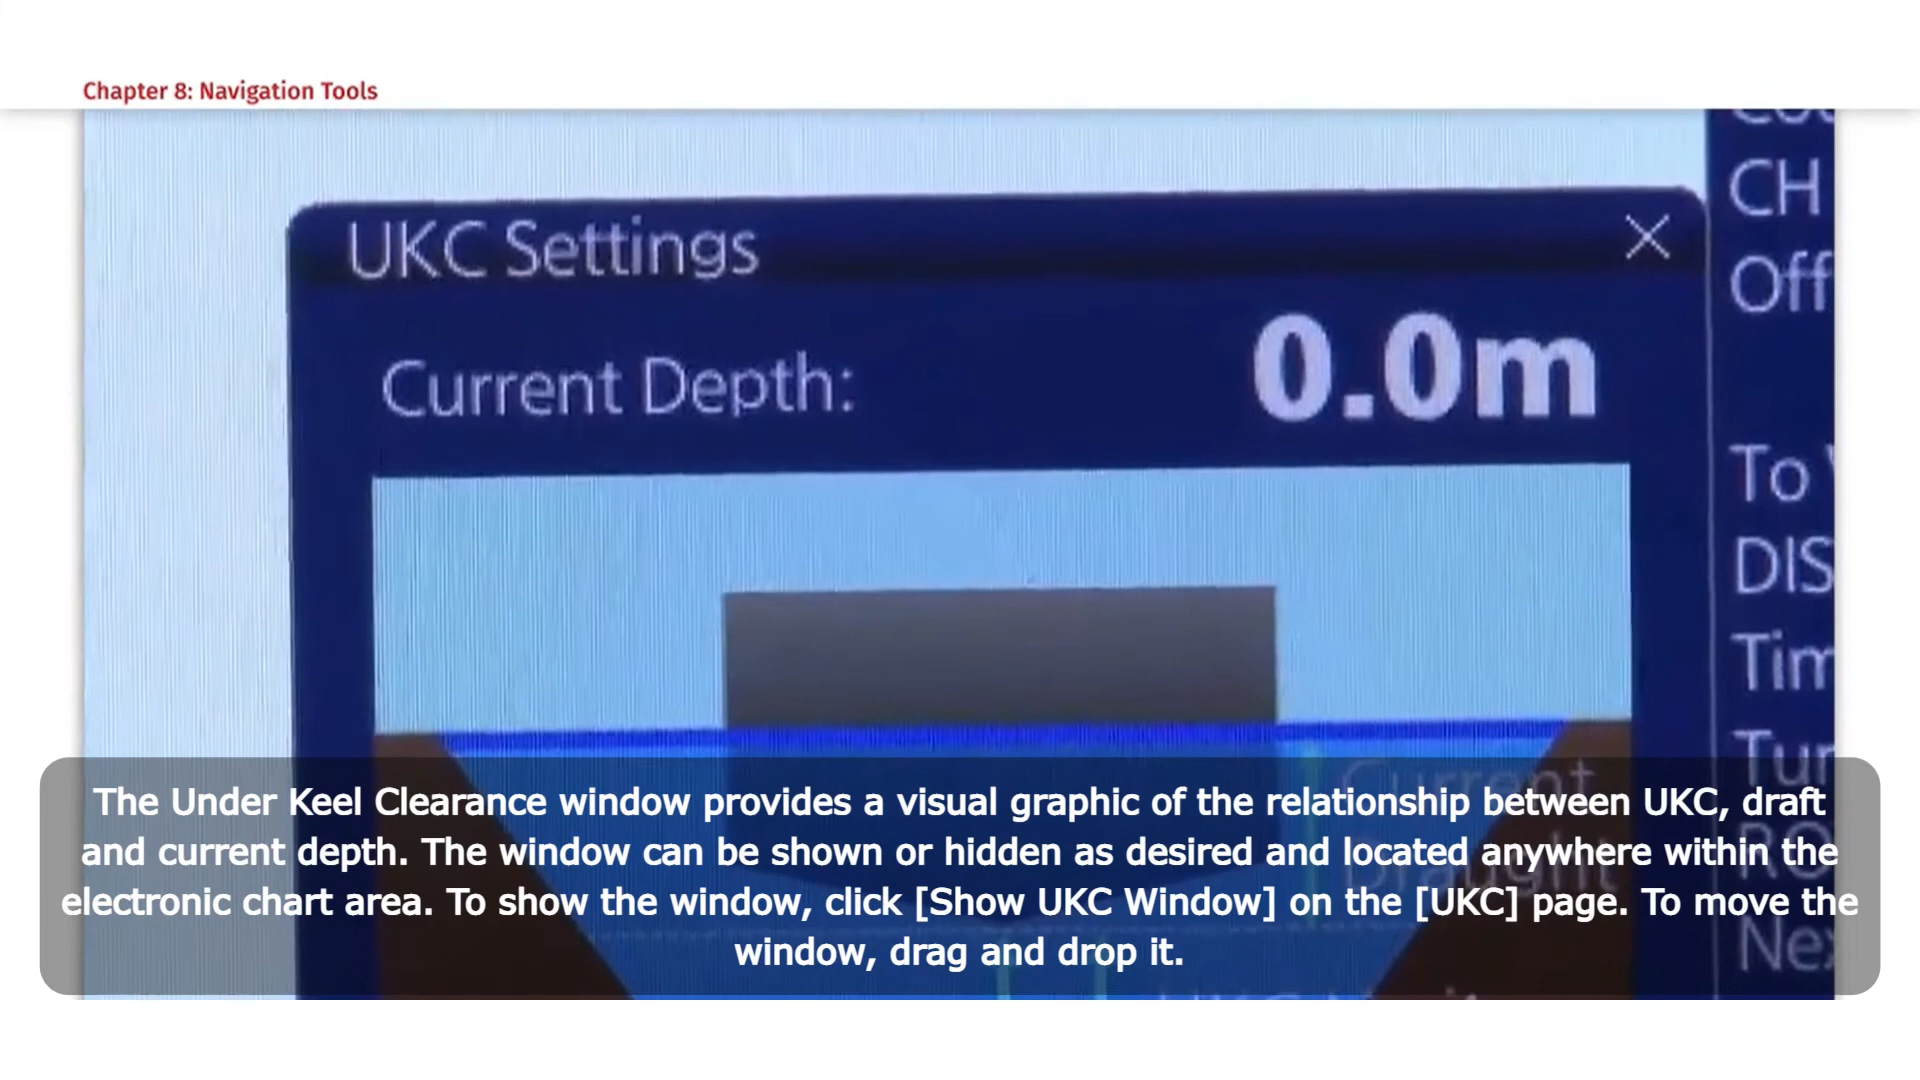 Chapter 8: Navigation Tools
CH
Off
UKC Settings
Current Depth: 0.0m
To
DIS
Current
Draught
The Under Keel Clearance window provides a visual graphic of the relationship between UKC, draft
and current depth. The window can be shown or hidden as desired and located anywhere within the
electronic chart area. To show the window, click [Show UKC Window] on the [UKC] page. To move the
window, drag and drop it.